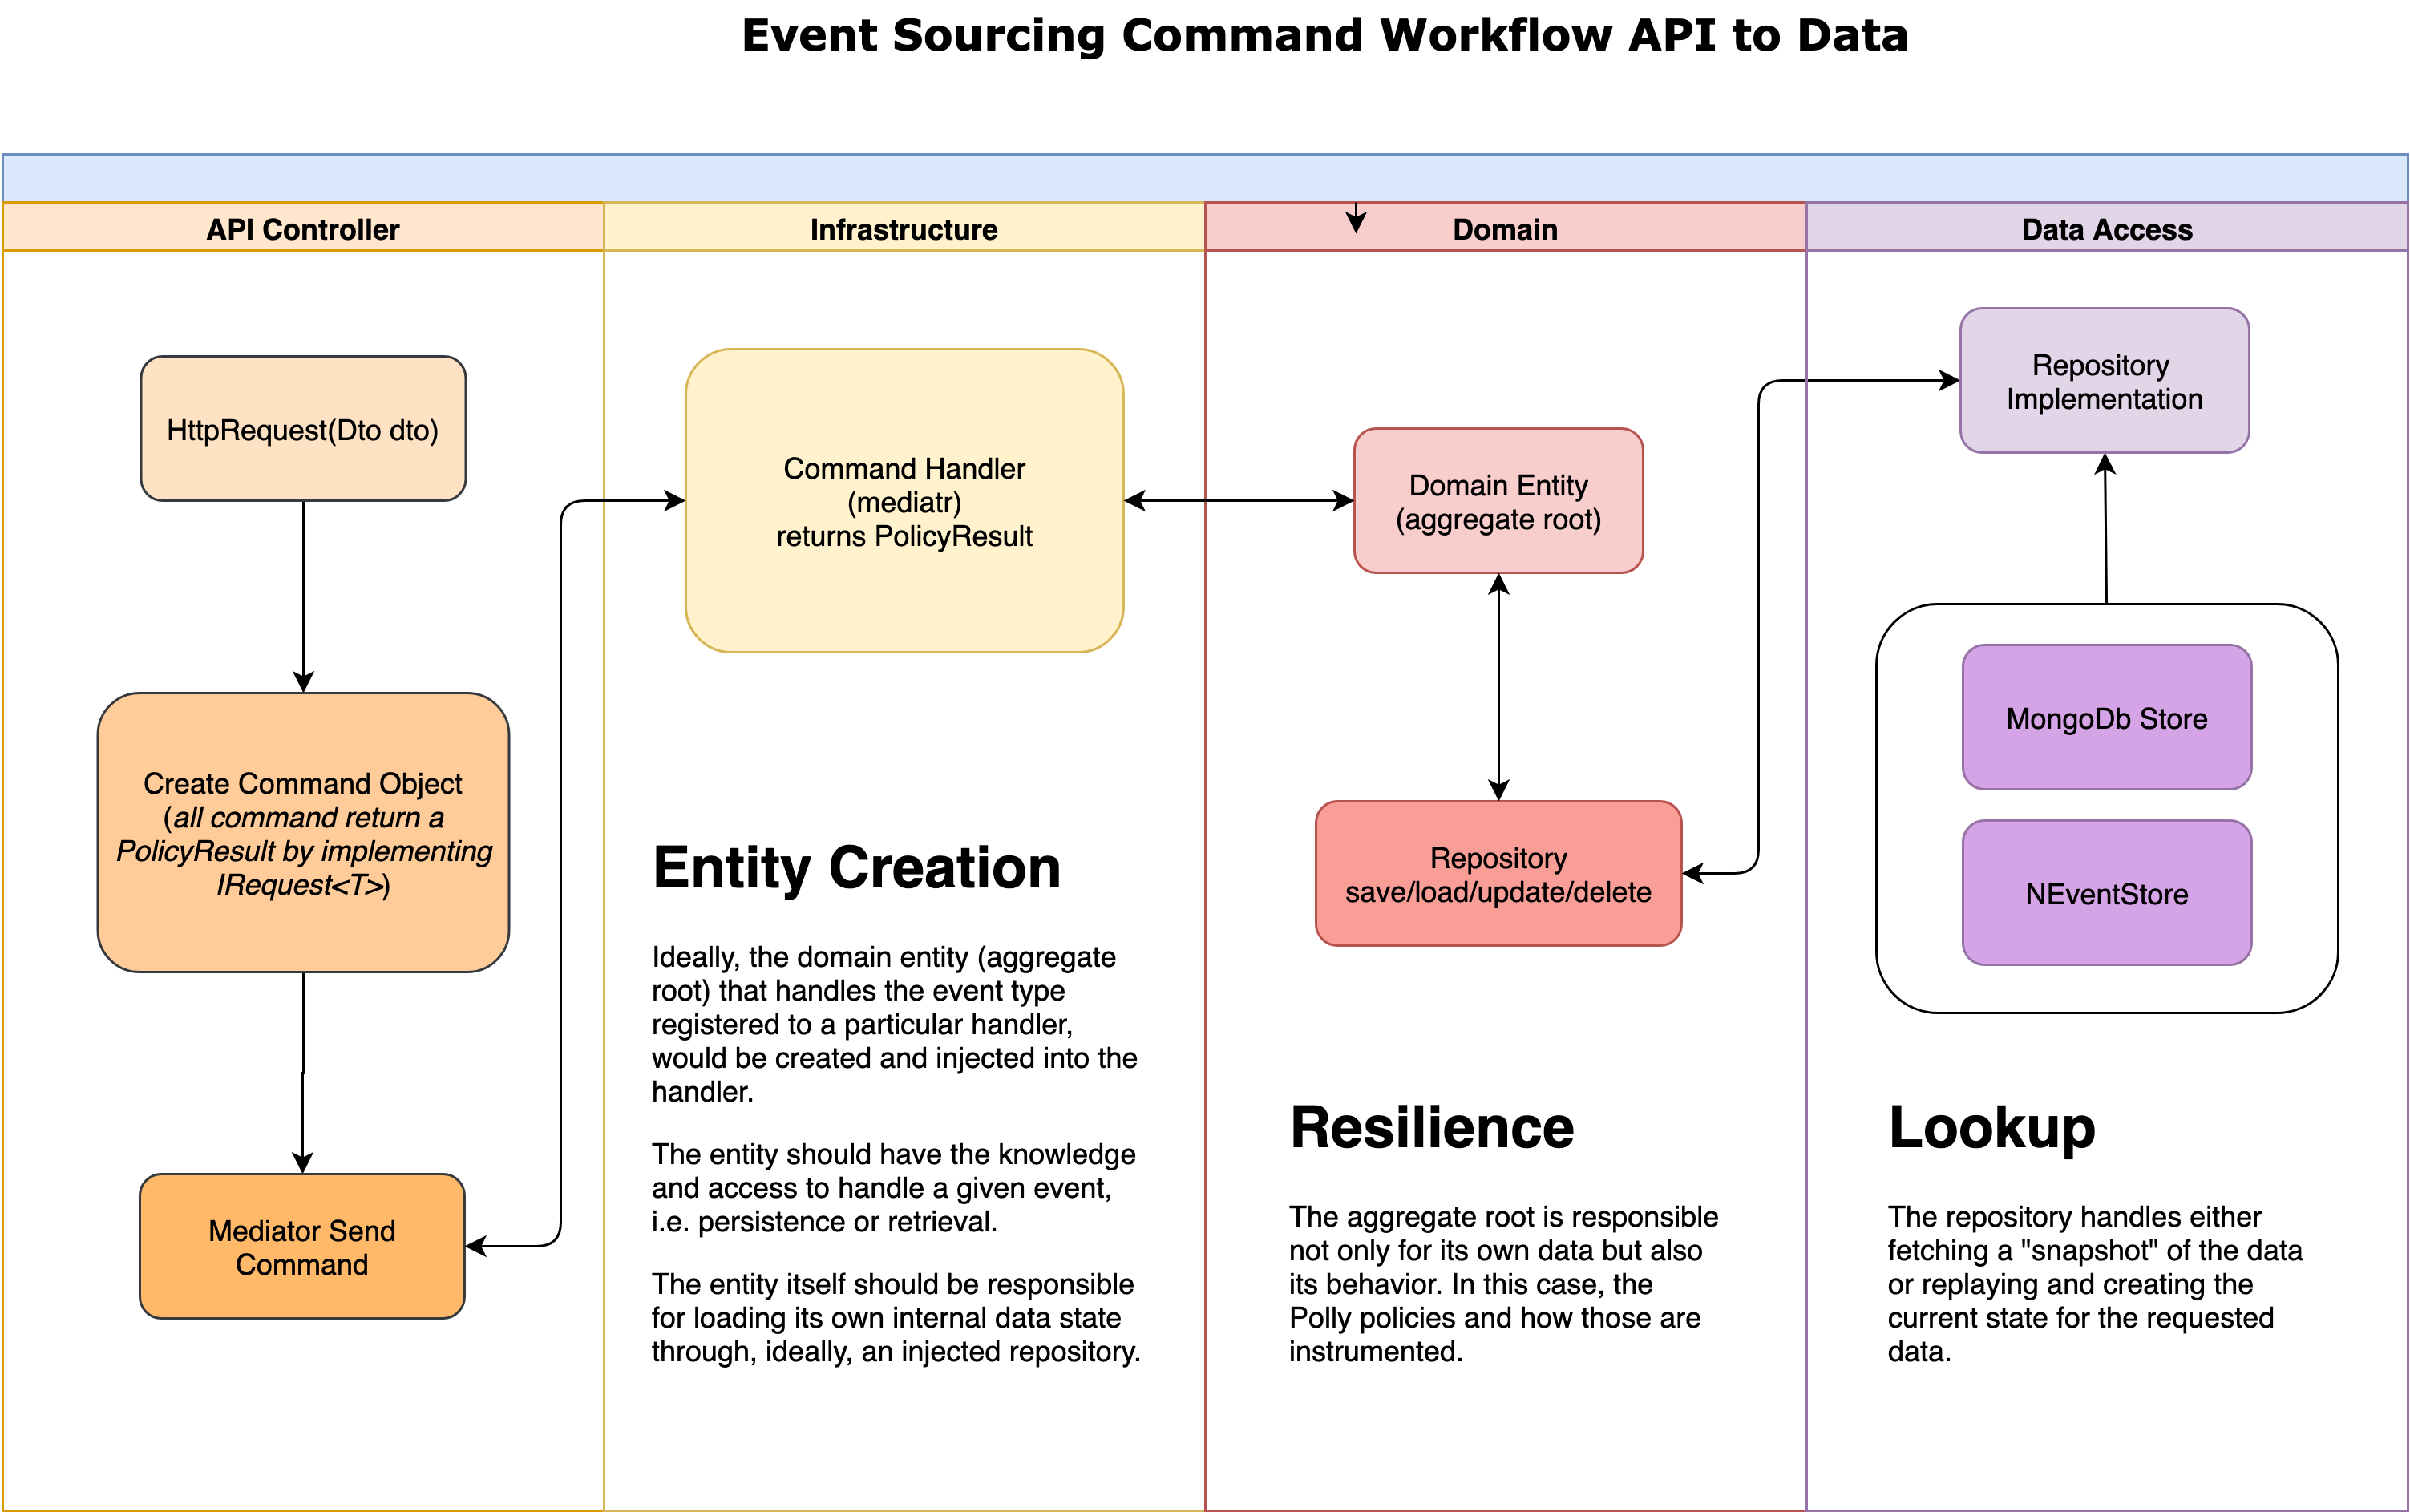 Event Sourcing Command Workflow API to Data
API Controller
Infrastructure
Domain
Data Access
HttpRequest(Dto dto)
Create Command Object
(all command return a
PolicyResult by implementing
IRequest<T>)
Mediator Send
Command
Command Handler
(mediatr)
returns PolicyResult
Entity Creation
Ideally, the domain entity (aggregate
root) that handles the event type
registered to a particular handler,
would be created and injected into the
handler.
The entity should have the knowledge
and access to handle a given event,
i.e. persistence or retrieval.
The entity itself should be responsible
for loading its own internal data state
through, ideally, an injected repository.
Domain Entity
(aggregate root)
Repository
save/load/update/delete
Resilience
The aggregate root is responsible
not only for its own data but also
its behavior. In this case, the
Polly policies and how those are
instrumented.
Repository
Implementation
MongoDb Store
NEventStore
Lookup
The repository handles either
fetching a "snapshot" of the data
or replaying and creating the
current state for the requested
data.